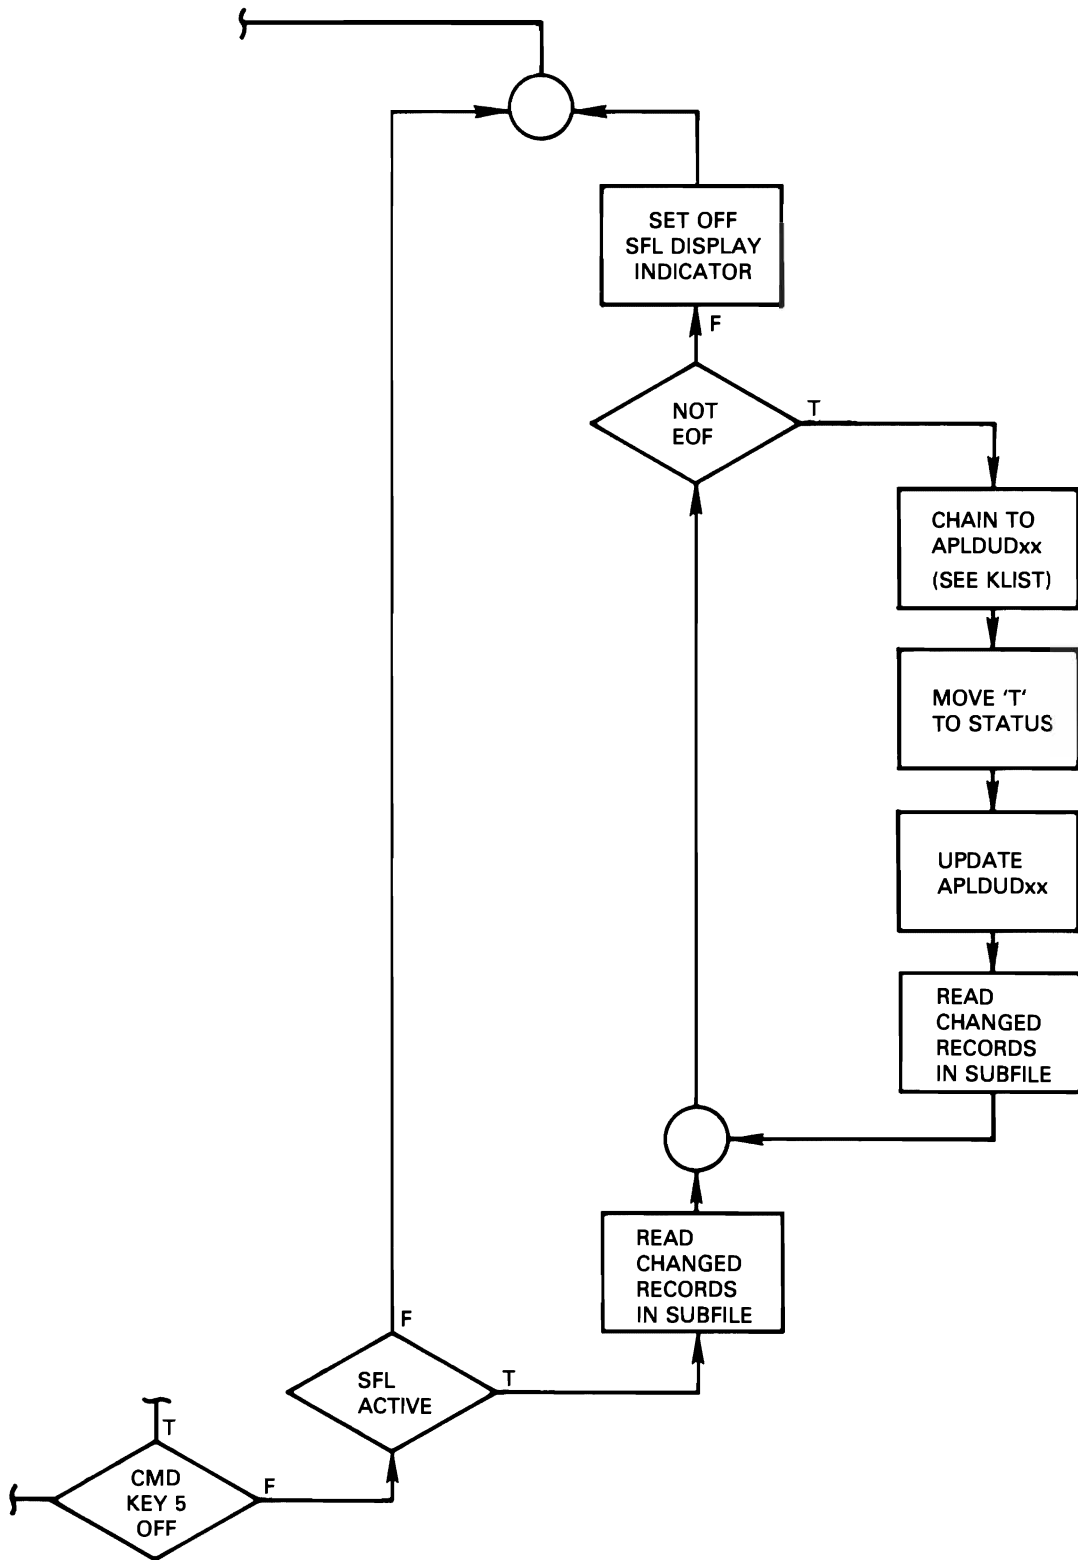 SET OFF
SFL DISPLAY
INDICATOR
F
NOT
EOF
T
CHAIN TO
APLDUDxx
(SEE KLIST)
MOVE 'T'
TO STATUS
UPDATE
APLDUDxx
READ
CHANGED
RECORDS
IN SUBFILE
READ
CHANGED
RECORDS
IN SUBFILE
F
SFL
ACTIVE
T
T
CMD
KEY 5
OFF
F